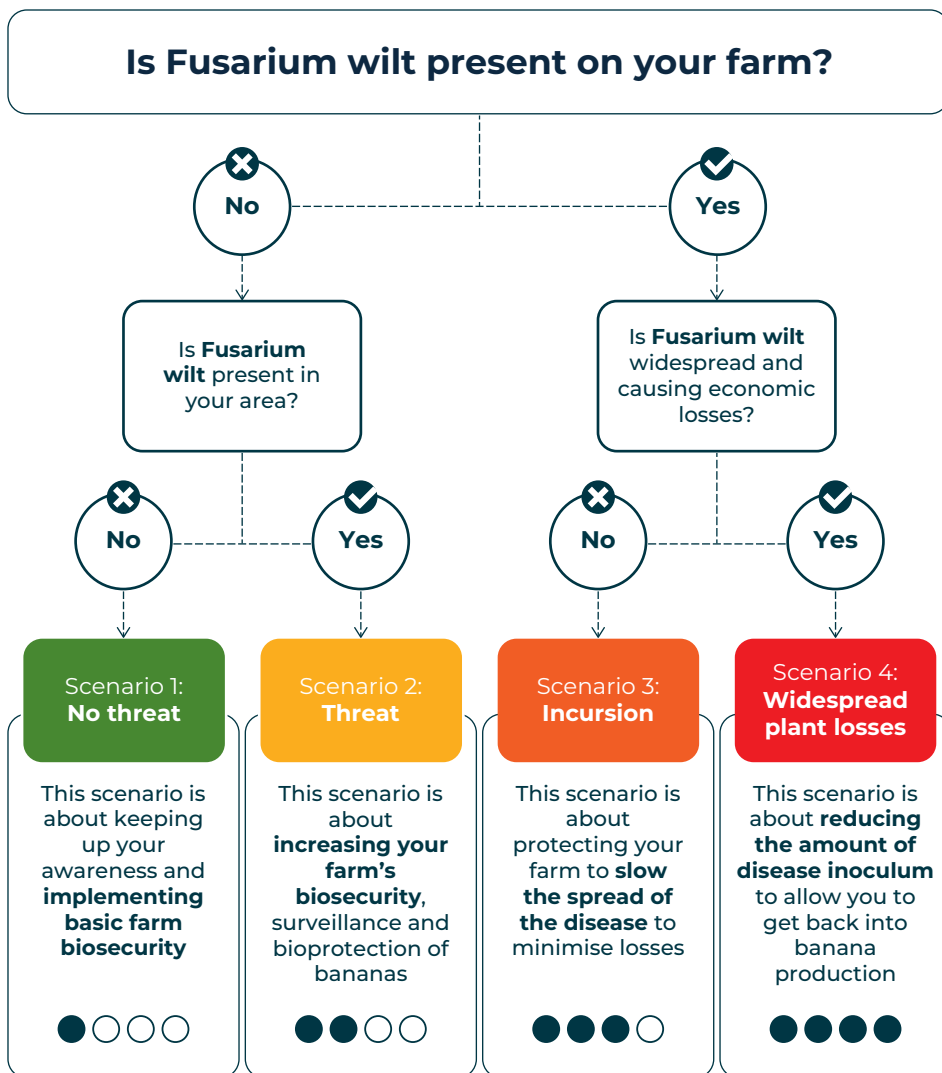 Is Fusarium wilt present on your farm?
No
Yes
Is Fusarium
wilt present in
your area?
Is Fusarium wilt
widespread and
causing economic
losses?
No
Yes
No
Yes
Scenario 1:
No threat
This scenario is
about keeping
up your
awareness and
implementing
basic farm
biosecurity
Scenario 2:
Threat
This scenario is
about
increasing your
farm's
biosecurity,
surveillance and
bioprotection of
bananas
Scenario 3:
Incursion
This scenario is
about
protecting your
farm to slow
the spread of
the disease to
minimise losses
Scenario 4:
Widespread
plant losses
This scenario is
about reducing
the amount of
disease inoculum
to allow you to
get back into
banana
production